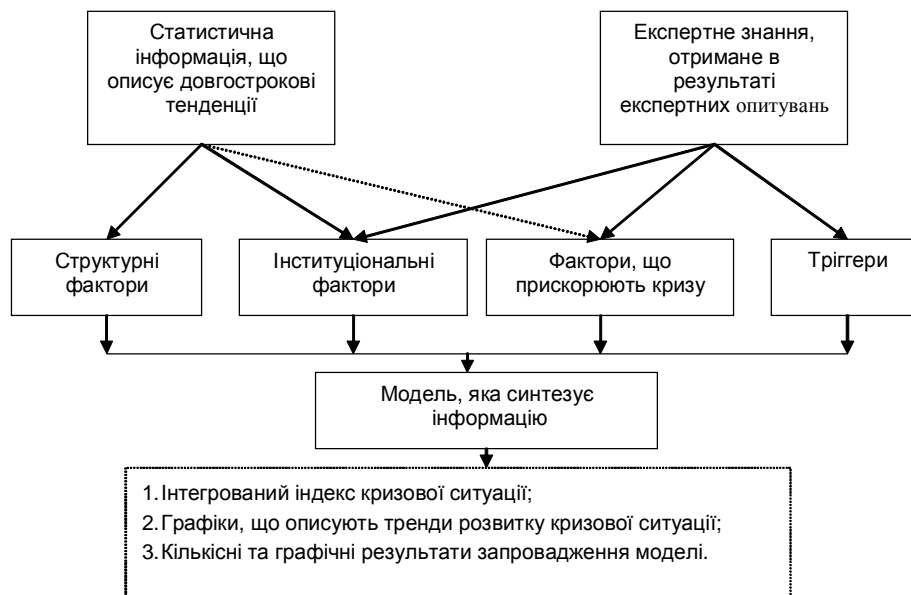 Статистична
інформація, що
описує довгострокові
тенденції
Експертне знання,
отримане в
результаті
експертних опитувань
Структурні
фактори
Інституціональні
фактори
Фактори, що
прискорюють кризу
Тріггери
Модель, яка синтезує
інформацію
1. Інтегрований індекс кризової ситуації;
2. Графіки, що описують тренди розвитку кризової ситуації;
3. Кількісні та графічні результати запровадження моделі.